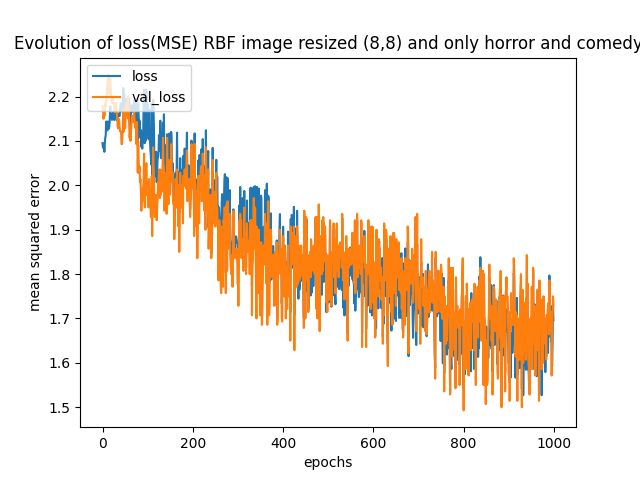 Evolution of loss(MSE) RBF image resized (8,8) and only horror and comedy
loss
val_loss
mean squared error
2.2
2.1
2.0
1.9
1.8
1.7
1.6
1.5
0 200 400 600 800 1000
epochs